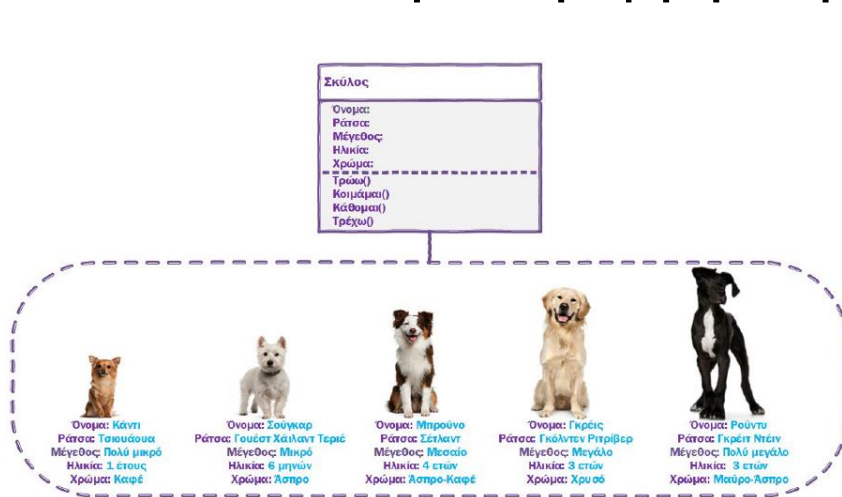 Σκύλος
Όνομα:
Ράτσα:
Μέγεθος:
Ηλικία:
Χρώμα:
Τρώω()
Κοιμάμαι()
Κάθομαι()
Τρέχω()
Όνομα: Κάντι
Ράτσα: Τσιουάουα
Μέγεθος: Πολύ μικρό
Ηλικία: 1 έτους
Χρώμα: Καφέ
Όνομα: Σούγκαρ
Ράτσα: Γουέστ Χάιλαντ Τεριέ
Μέγεθος: Μικρό
Ηλικία: 6 μηνών
Χρώμα: Άσπρο
Όνομα: Μπρούνο
Ράτσα: Σέτλαντ
Μέγεθος: Μεσαίο
Ηλικία: 4 ετών
Χρώμα: Άσπρο-Καφέ
Όνομα: Γκρέις
Ράτσα: Γκόλντεν Ριτρίβερ
Μέγεθος: Μεγάλο
Ηλικία: 3 ετών
Χρώμα: Χρυσό
Όνομα: Ρούντυ
Ράτσα: Γκρέιτ Ντέιν
Μέγεθος: Πολύ μεγάλο
Ηλικία: 3 ετών
Χρώμα: Μαύρο-Άσπρο